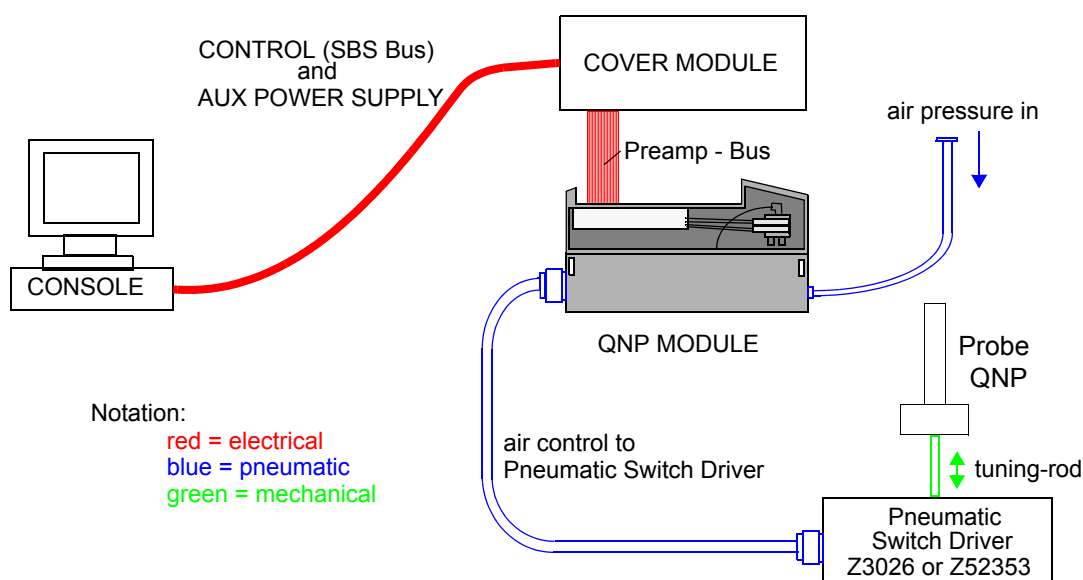 CONTROL (SBS Bus)
and
AUX POWER SUPPLY
COVER MODULE
air pressure in
Preamp - Bus
CONSOLE
QNP MODULE
Probe
QNP
Notation:
red = electrical
blue = pneumatic
green = mechanical
air control to
Pneumatic Switch Driver
tuning-rod
Pneumatic
Switch Driver
Z3026 or Z52353